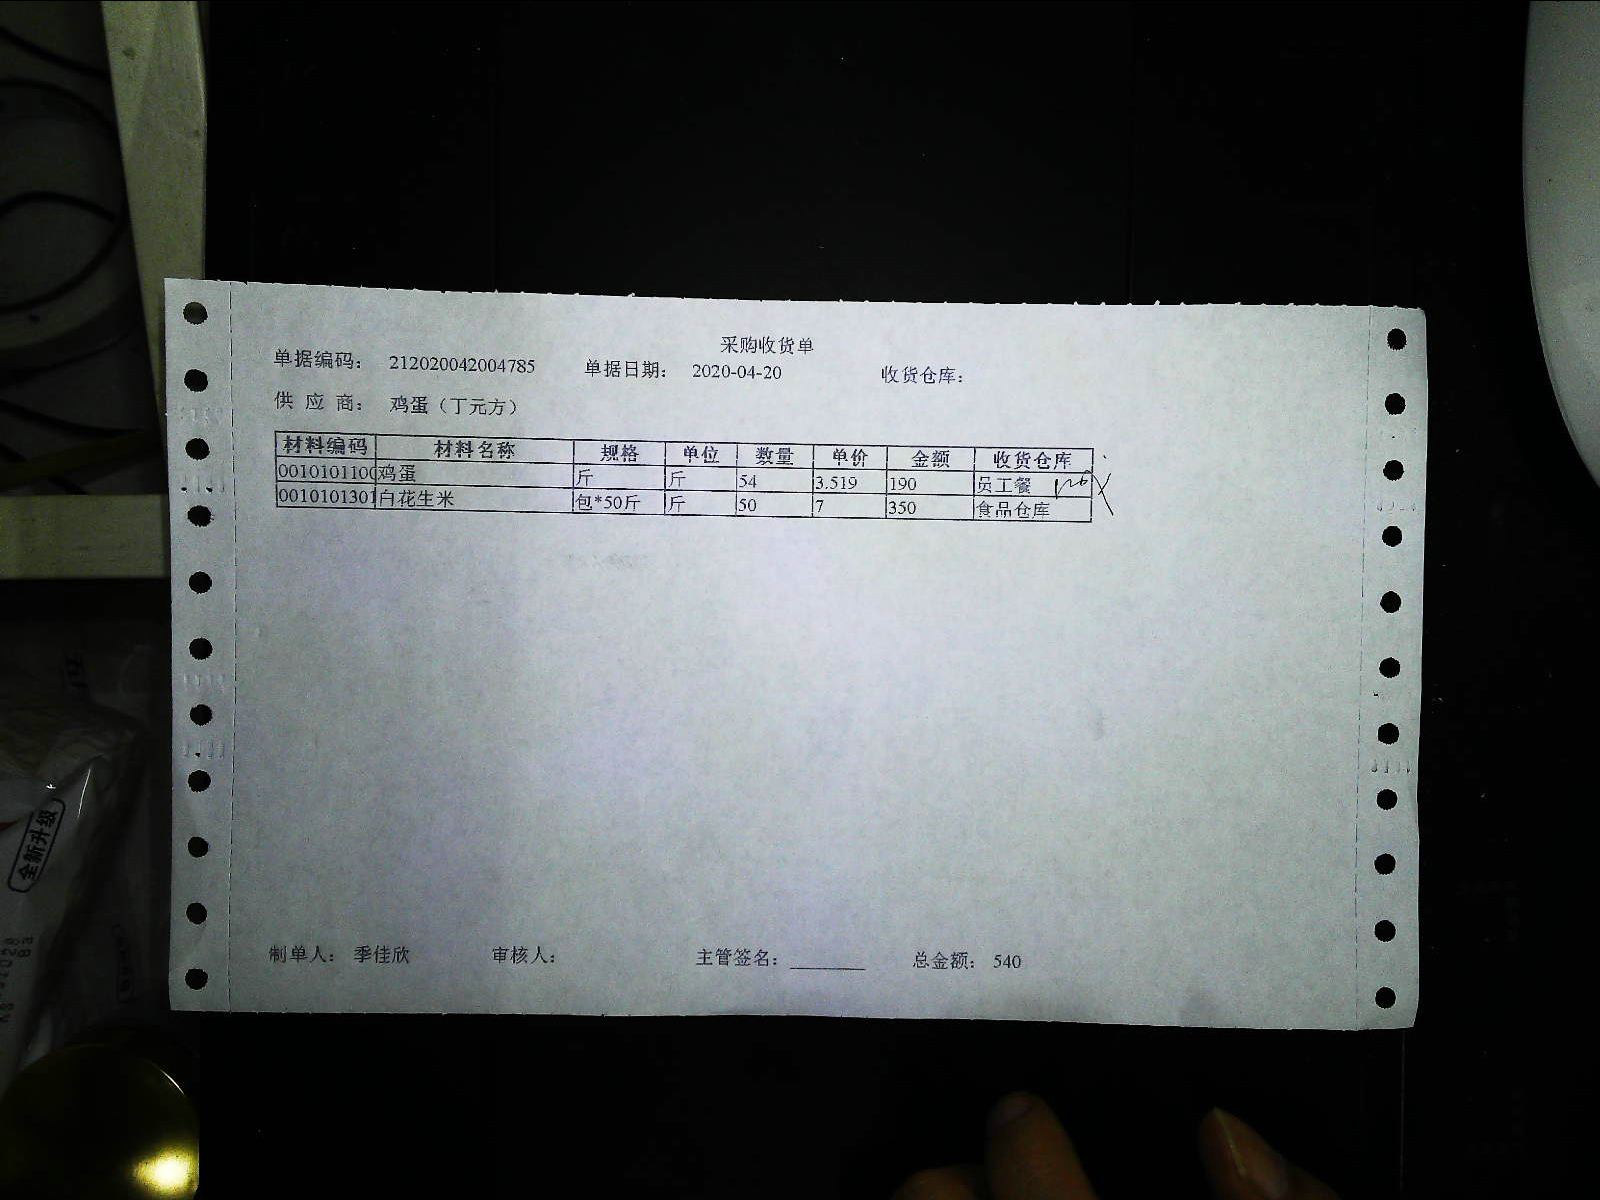 采购收货单
单据编码： 212020042004785 单据日期： 2020-04-20 收货仓库：
供 应 商： 鸡蛋（丁元方）
材料编码 材料名称 规格 单位 数量 单价 金额 收货仓库
0010101100 鸡蛋 斤 斤 54 3.519 190 员工餐
0010101301 白花生米 包*50斤 斤 50 7 350 食品仓库
制单人： 季佳欣 审核人： 主管签名： 总金额： 540
全新升级